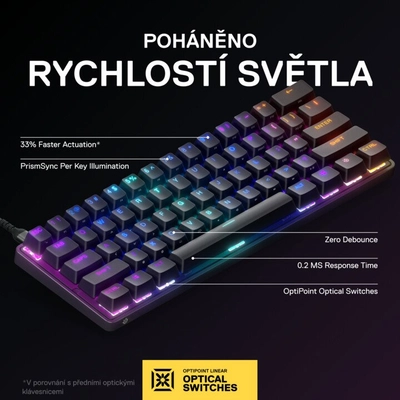 POHÁNĚNO
RYCHLOSTÍ SVĚTLA
33% Faster Actuation*
PrismSync Per Key Illumination
Zero Debounce
0.2 MS Response Time
OptiPoint Optical Switches
*V porovnání s předními optickými
klávesnicemi
OPTIPOINT LINEAR
OPTICAL
SWITCHES